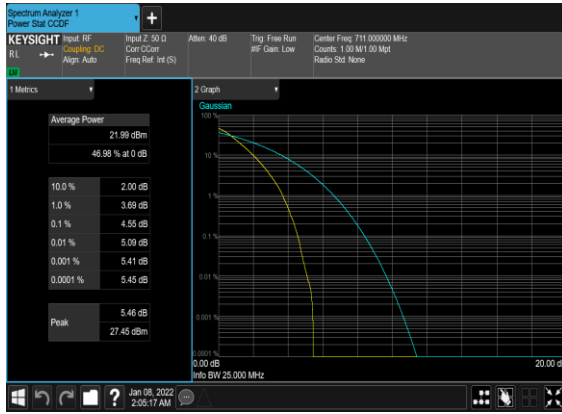 Spectrum Analyzer 1
Power Stat CCDF
+
KEYSIGHT
RL
LXI
Input: RF
Coupling: DC
Align: Auto
Input Z: 50 Ω
Corr CCorr
Freq Ref: Int (S)
Atten: 40 dB
Trig: Free Run
#IF Gain: Low
Center Freq: 711.000000 MHz
Counts: 1.00 M/1.00 Mpt
Radio Std: None
1 Metrics
Average Power
21.99 dBm
46.98 % at 0 dB
10.0 % 2.00 dB
1.0 % 3.69 dB
0.1 % 4.55 dB
0.01 % 5.09 dB
0.001 % 5.41 dB
0.0001 % 5.45 dB
Peak
5.46 dB
27.45 dBm
2 Graph
Gaussian
100 %
10 %
1 %
0.1 %
0.01 %
0.001 %
0.0001 %
0.00 dB 20.00 d
Info BW 25.000 MHz
?
Jan 08, 2022
2:05:17 AM